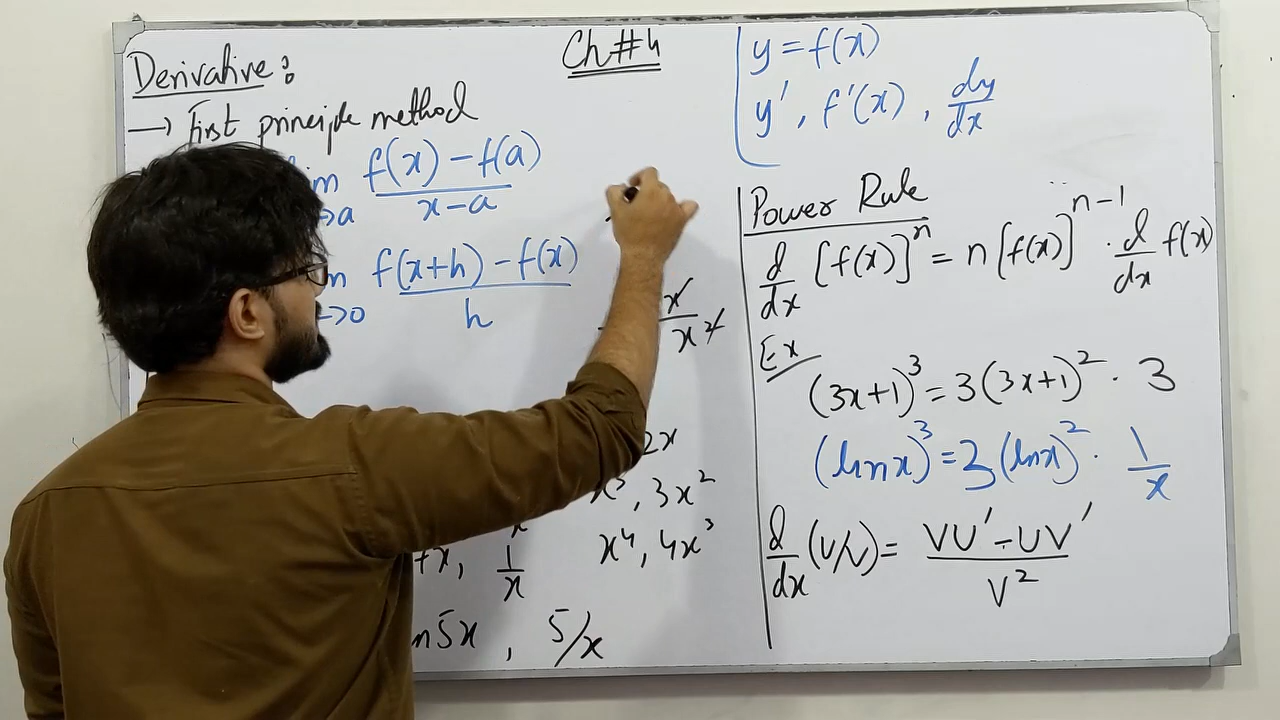 Ch#4
Derivative:
→ First principle method
f(x)-f(a)
x-a
→a
f(x+h)-f(x)
h
→0
x
x²
2x
x³, 3x²
+x, 1/x
x⁴, 4x³
n5x , 5/x
y = f(x)
y', f'(x), dy/dx
Power Rule
d/dx [f(x)]ⁿ = n[f(x)]ⁿ⁻¹ . d/dx f(x)
Ex
(3x+1)³ = 3(3x+1)² . 3
(lnx)³ = 3(lnx)² . 1/x
d/dx (U/V) = VU'-UV' / V²